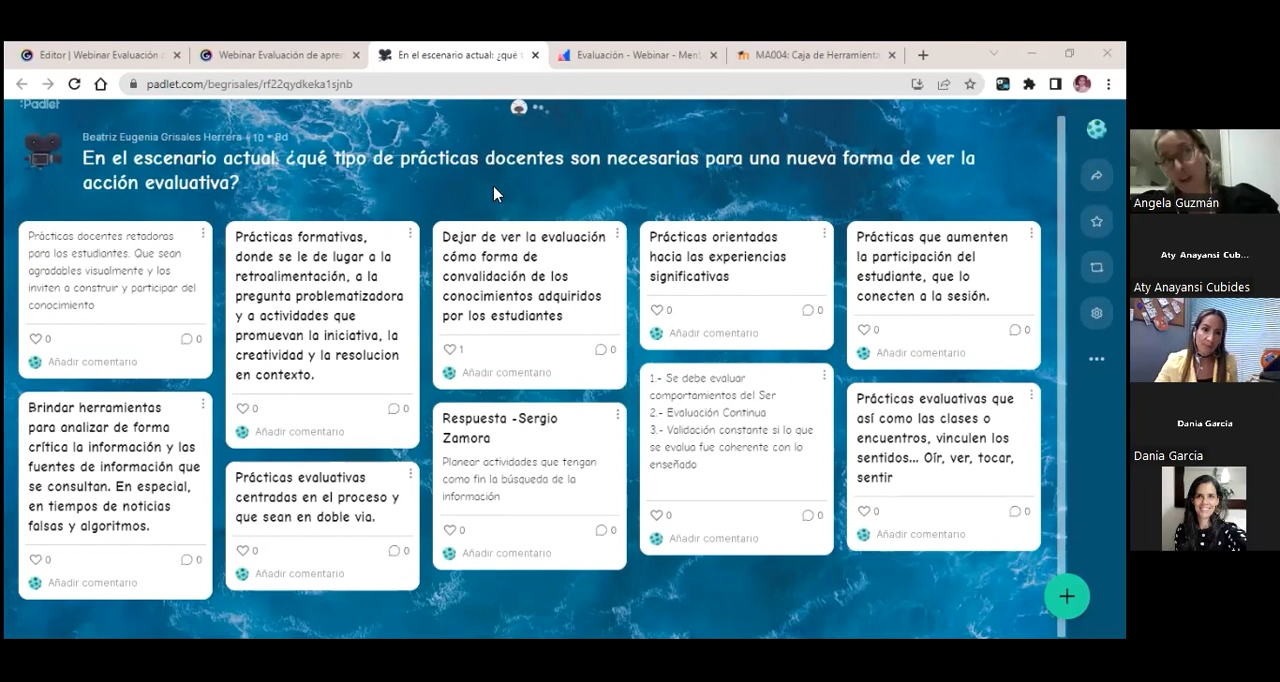 Editor | Webinar Evaluación
Webinar Evaluación de apre
En el escenario actual: ¿qué t
Evaluación - Webinar - Men
MA004: Caja de Herramient
padlet.com/begrisales/rf22qydkeka1sjnb
:Padlet
Beatriz Eugenia Grisales Herrera • 10 • 8d
En el escenario actual: ¿qué tipo de prácticas docentes son necesarias para una nueva forma de ver la
acción evaluativa?
Prácticas docentes retadoras
para los estudiantes. Que sean
agradables visualmente y los
inviten a construir y participar del
conocimiento
0
0
Añadir comentario
Brindar herramientas
para analizar de forma
crítica la información y las
fuentes de información que
se consultan. En especial,
en tiempos de noticias
falsas y algoritmos.
0
0
Añadir comentario
Prácticas formativas,
donde se le de lugar a la
retroalimentación, a la
pregunta problematizadora
y a actividades que
promuevan la iniciativa, la
creatividad y la resolucion
en contexto.
0
0
Añadir comentario
Prácticas evaluativas
centradas en el proceso y
que sean en doble via.
0
0
Añadir comentario
Dejar de ver la evaluación
cómo forma de
convalidación de los
conocimientos adquiridos
por los estudiantes
1
0
Añadir comentario
Respuesta -Sergio
Zamora
Planear actividades que tengan
como fin la búsqueda de la
información
0
0
Añadir comentario
Prácticas orientadas
hacia las experiencias
significativas
0
0
Añadir comentario
1.- Se debe evaluar
comportamientos del Ser
2.- Evaluación Continua
3.- Validación constante si lo que
se evalua fue coherente con lo
enseñado
0
0
Añadir comentario
Prácticas que aumenten
la participación del
estudiante, que lo
conecten a la sesión.
0
0
Añadir comentario
Prácticas evaluativas que
así como las clases o
encuentros, vinculen los
sentidos... Oír, ver, tocar,
sentir
0
0
Añadir comentario
Angela Guzmán
Aty Anayansi Cub...
Aty Anayansi Cubides
Dania Garcia
Dania Garcia